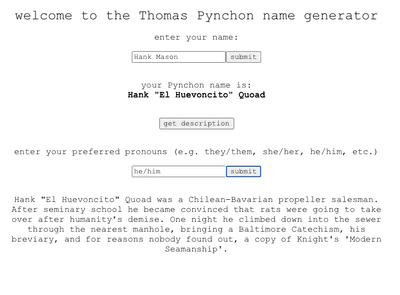 welcome to the Thomas Pynchon name generator
enter your name:
Hank Mason submit
your Pynchon name is:
Hank "El Huevoncito" Quoad
get description
enter your preferred pronouns (e.g. they/them, she/her, he/him, etc.)
he/him submit
Hank "El Huevoncito" Quoad was a Chilean-Bavarian propeller salesman.
After seminary school he became convinced that rats were going to take
over after humanity's demise. One night he climbed down into the sewer
through the nearest manhole, bringing a Baltimore Catechism, his
breviary, and for reasons nobody found out, a copy of Knight's 'Modern
Seamanship'.